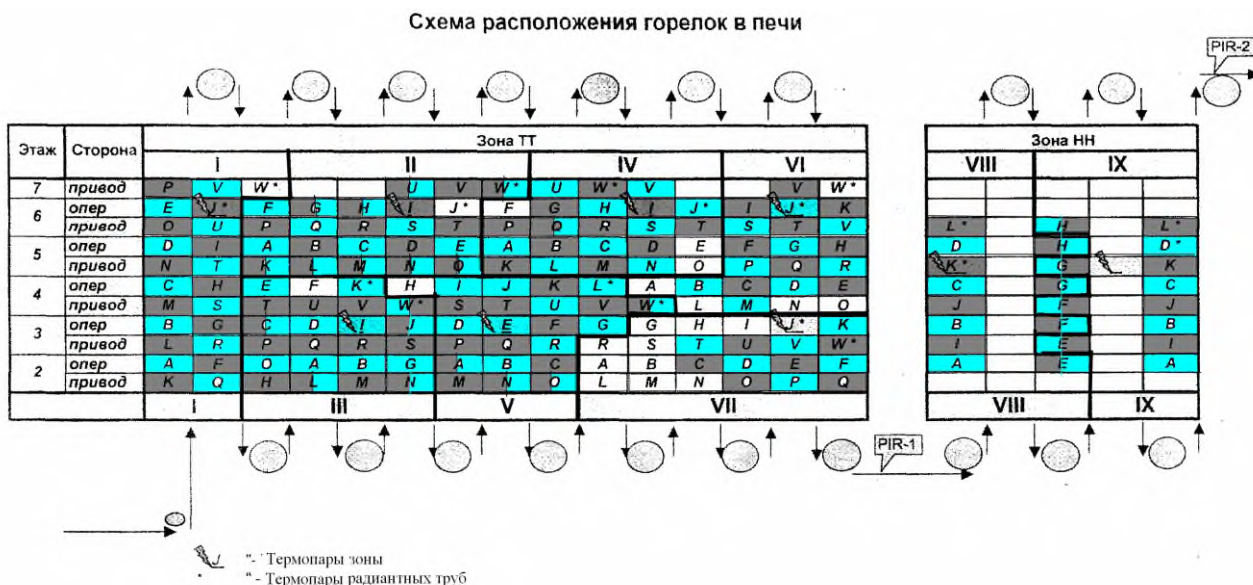 Схема расположения горелок в печи
PIR-2
Этаж Сторона Зона ТТ Зона НН
I II IV VI VIII IX
7 привод P V W* U V W* U W* V V W*
6 опер E J* F G H I J* F G H I J* I J* K
привод O U P Q R S T P Q R S T S T V L* H L*
5 опер D I A B C D E A B C D E F G H D H D*
привод N T K L M N O K L M N O P Q R K* G K
4 опер C H E F K* H I J K L* A B C D E C G C
привод M S T U V W* S T U V W* L M N O J F J
3 опер B G C D I J D E F G G H I J* K B F B
привод L R P Q R S P Q R R S T U V W* I E I
2 опер A F O A B G A B C A B C D E F A E A
привод K Q H L M N M N O L M N O P Q
I III V VII VIII IX
PIR-1
J "- Термопары зоны
* " - Термопары радиантных труб